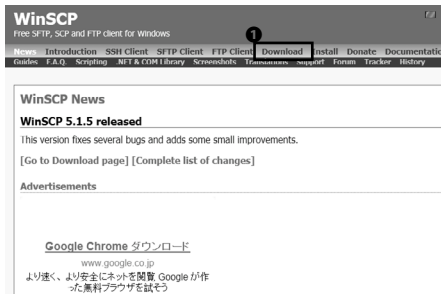 WinSCP
Free SFTP, SCP and FTP client for Windows
1
News Introduction SSH Client SFTP Client FTP Client Download Install Donate Documentatio
Guides F.A.Q. Scripting .NET & COM Library Screenshots Translations Support Forum Tracker History
WinSCP News
WinSCP 5.1.5 released
This version fixes several bugs and adds some small improvements.
[Go to Download page] [Complete list of changes]
Advertisements
Google Chrome ダウンロード
www.google.co.jp
より速く、より安全にネットを閲覧 Google が作
った無料ブラウザを試そう